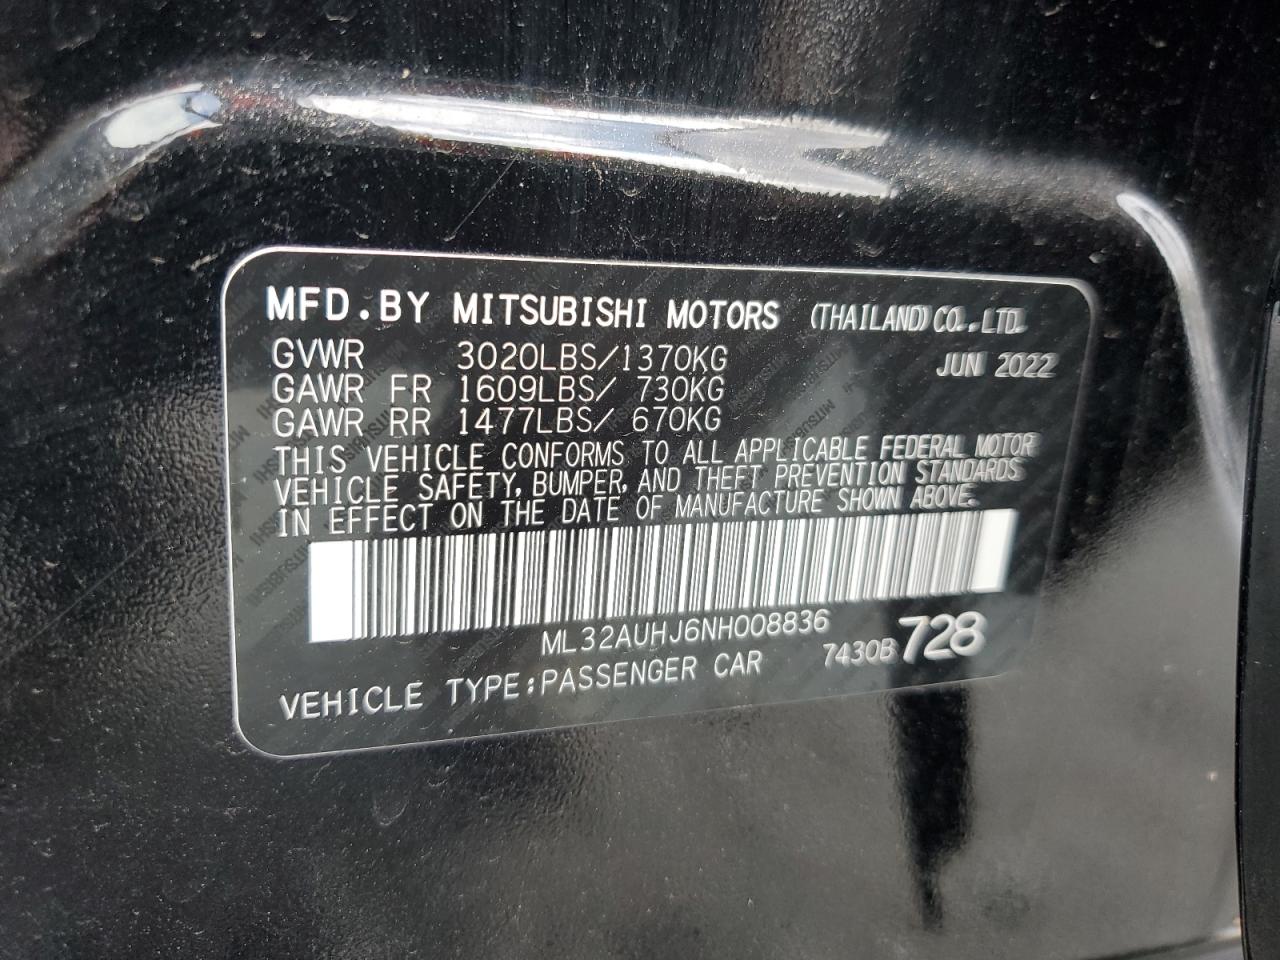 MFD.BY MITSUBISHI MOTORS (THAILAND)CO.,LTD.
GVWR 3020LBS/1370KG JUN 2022
GAWR FR 1609LBS/ 730KG
GAWR RR 1477LBS/ 670KG
THIS VEHICLE CONFORMS TO ALL APPLICABLE FEDERAL MOTOR
VEHICLE SAFETY, BUMPER, AND THEFT PREVENTION STANDARDS
IN EFFECT ON THE DATE OF MANUFACTURE SHOWN ABOVE.
ML32AUHJ6NH008836
7430B 728
VEHICLE TYPE:PASSENGER CAR